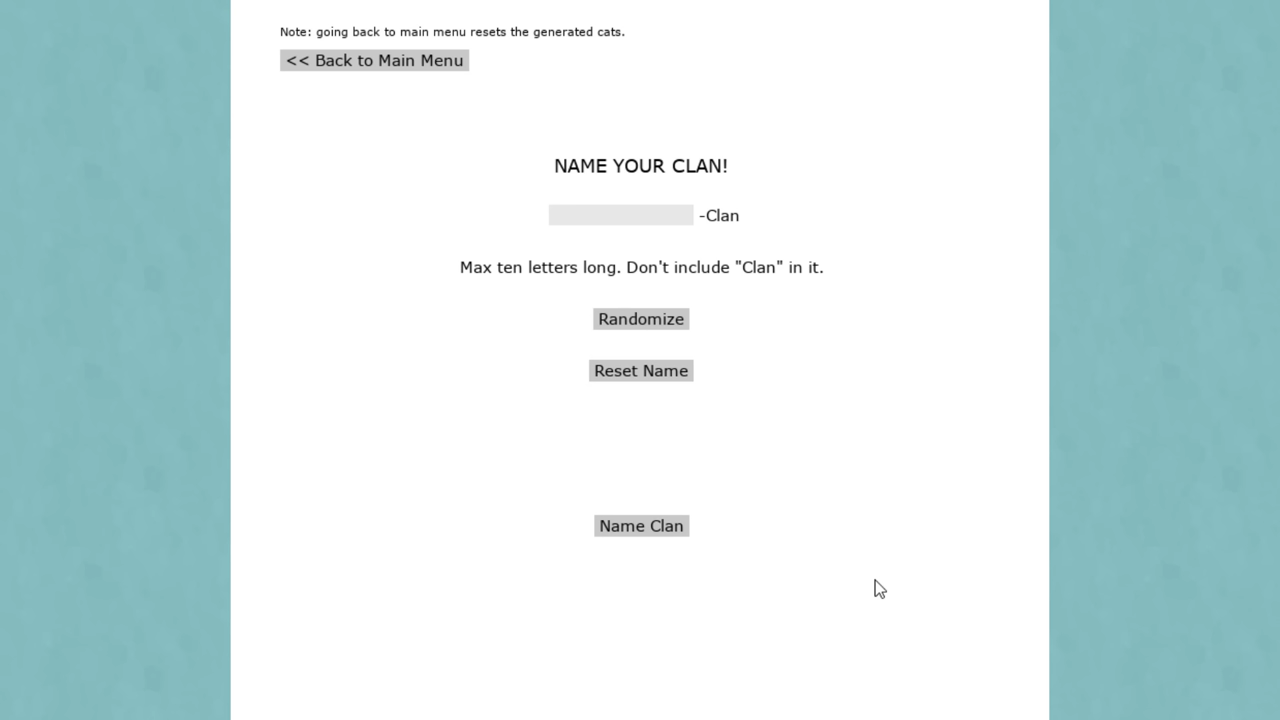 Note: going back to main menu resets the generated cats.
<< Back to Main Menu
NAME YOUR CLAN!
-Clan
Max ten letters long. Don't include "Clan" in it.
Randomize
Reset Name
Name Clan